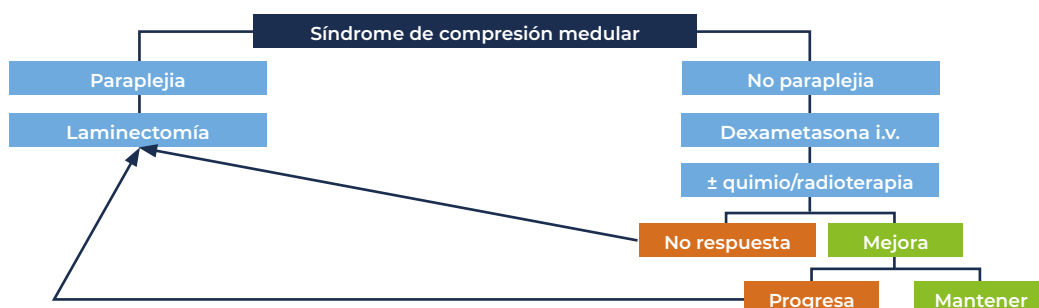 Síndrome de compresión medular
Paraplejia
No paraplejia
Laminectomía
Dexametasona i.v.
± quimio/radioterapia
No respuesta
Mejora
Progresa
Mantener